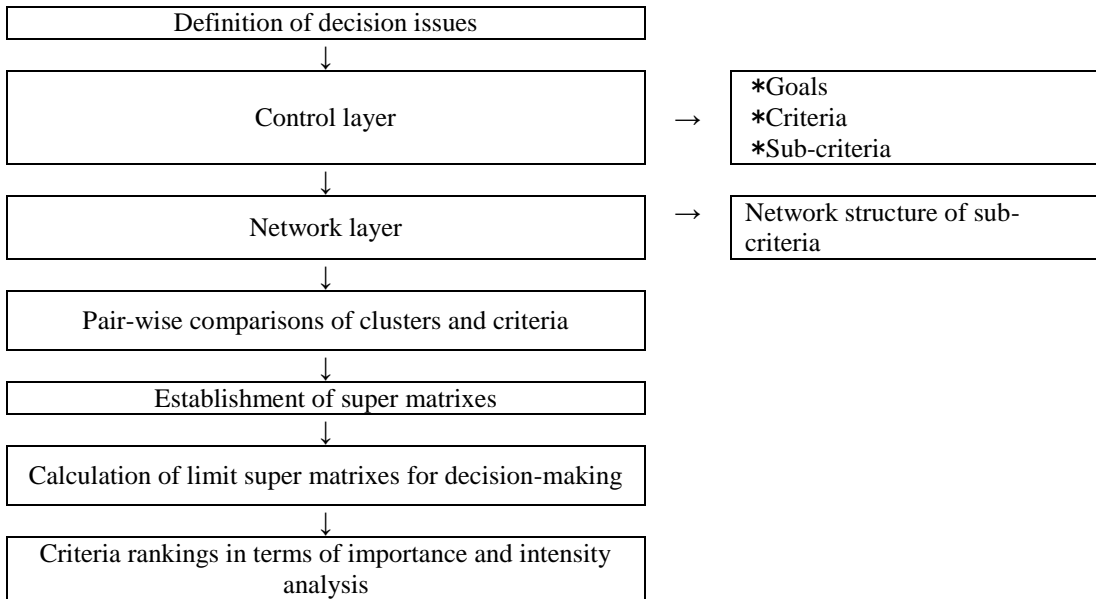 Definition of decision issues
↓
Control layer
→
*Goals
*Criteria
*Sub-criteria
↓
Network layer
→
Network structure of sub-
criteria
↓
Pair-wise comparisons of clusters and criteria
↓
Establishment of super matrixes
↓
Calculation of limit super matrixes for decision-making
↓
Criteria rankings in terms of importance and intensity
analysis